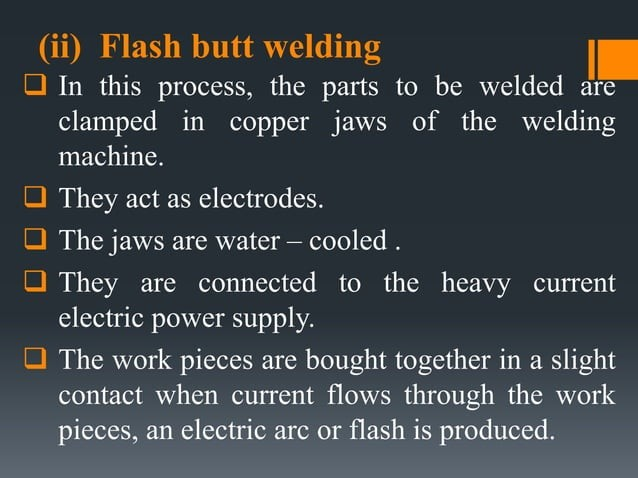 (ii) Flash butt welding
In this process, the parts to be welded are
clamped in copper jaws of the welding
machine.
They act as electrodes.
The jaws are water – cooled .
They are connected to the heavy current
electric power supply.
The work pieces are bought together in a slight
contact when current flows through the work
pieces, an electric arc or flash is produced.